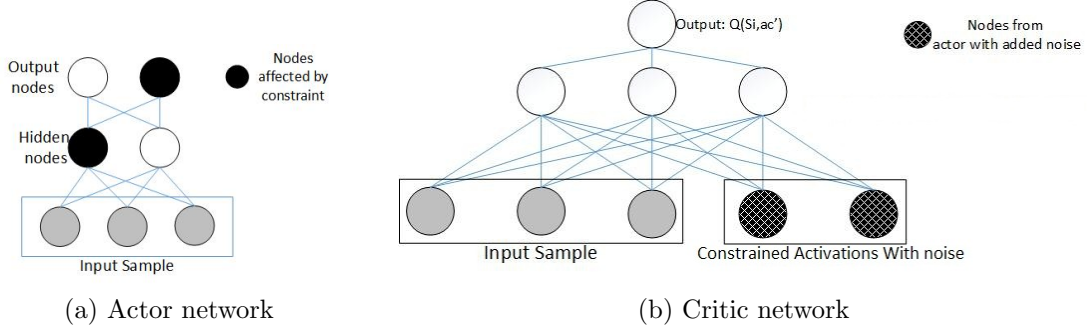 Output
nodes
Nodes
affected by
constraint
Hidden
nodes
Input Sample
(a) Actor network
Output: Q(Si,ac’)
Nodes from
actor with added noise
Input Sample
Constrained Activations With noise
(b) Critic network